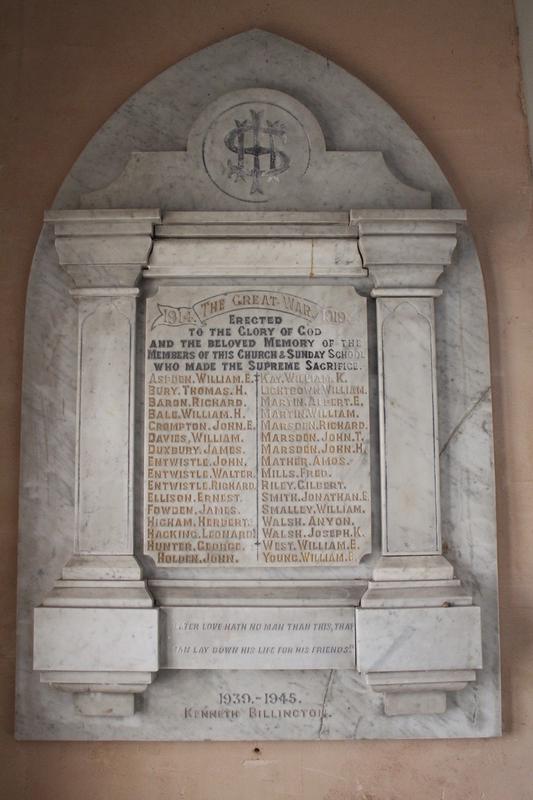 IHS
1914. THE GREAT WAR. 1919.
ERECTED
TO THE GLORY OF GOD
AND THE BELOVED MEMORY OF THE
MEMBERS OF THIS CHURCH & SUNDAY SCHOOL
WHO MADE THE SUPREME SACRIFICE.
ASPDEN. WILLIAM. E.
BURY. THOMAS. H.
BARON. RICHARD.
BALL. WILLIAM. H.
CROMPTON. JOHN. E.
DAVIES. WILLIAM.
DUXBURY. JAMES.
ENTWISTLE. JOHN.
ENTWISTLE. WALTER.
ENTWISTLE. RICHARD.
ELLISON. ERNEST.
FOWDEN. JAMES.
HIGHAM. HERBERT.
HACKING. LEONARD.
HUNTER. GEORGE.
HOLDEN. JOHN.
KAY. WILLIAM. K.
LIGHTBOWN. WILLIAM.
MARTIN. ALBERT. E.
MARTIN. WILLIAM.
MARSDEN. RICHARD.
MARSDEN. JOHN. T.
MARSDEN. JOHN. H.
MATHER. AMOS.
MILLS. FRED.
RILEY. GILBERT.
SMITH. JONATHAN. E.
SMALLEY. WILLIAM.
WALSH. ANYON.
WALSH. JOSEPH. K.
WEST. WILLIAM. E.
YOUNG. WILLIAM.
LOVE HATH NO MAN THAN THIS, THAT
LAY DOWN HIS LIFE FOR HIS FRIENDS."
1939.-1945.
KENNETH BILLINGTON.